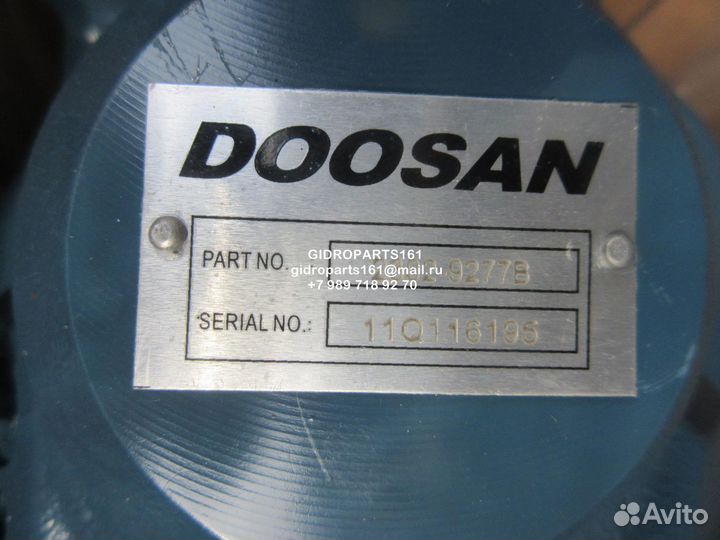 DOOSAN
PART NO.
9277B
GIDROPARTS161
gidroparts161@mail.ru
+7 989 718 92 70
SERIAL NO.: 11Q116195
Avito